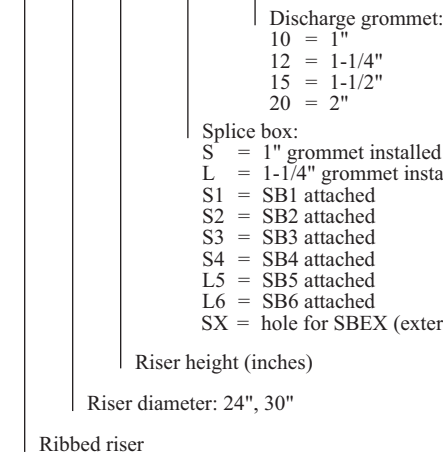 Discharge grommet:
10 = 1"
12 = 1-1/4"
15 = 1-1/2"
20 = 2"
Splice box:
S = 1" grommet installed
L = 1-1/4" grommet insta
S1 = SB1 attached
S2 = SB2 attached
S3 = SB3 attached
S4 = SB4 attached
L5 = SB5 attached
L6 = SB6 attached
SX = hole for SBEX (exter
Riser height (inches)
Riser diameter: 24", 30"
Ribbed riser